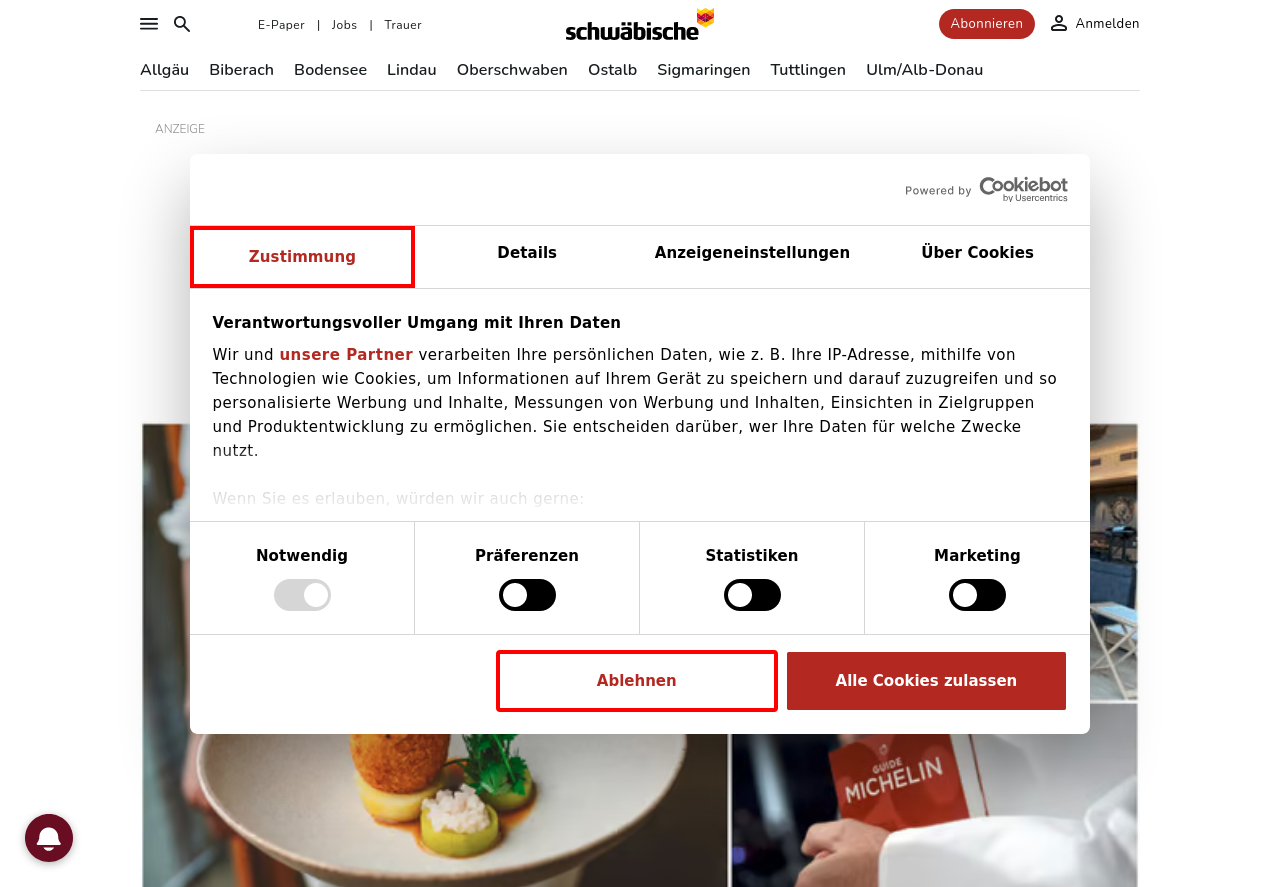 E-Paper | Jobs | Trauer
schwäbische
Abonnieren
Anmelden
Allgäu Biberach Bodensee Lindau Oberschwaben Ostalb Sigmaringen Tuttlingen Ulm/Alb-Donau
ANZEIGE
Powered by Cookiebot
by Usercentrics
Zustimmung Details Anzeigeneinstellungen Über Cookies
Verantwortungsvoller Umgang mit Ihren Daten
Wir und unsere Partner verarbeiten Ihre persönlichen Daten, wie z. B. Ihre IP-Adresse, mithilfe von
Technologien wie Cookies, um Informationen auf Ihrem Gerät zu speichern und darauf zuzugreifen und so
personalisierte Werbung und Inhalte, Messungen von Werbung und Inhalten, Einsichten in Zielgruppen
und Produktentwicklung zu ermöglichen. Sie entscheiden darüber, wer Ihre Daten für welche Zwecke
nutzt.
Wenn Sie es erlauben, würden wir auch gerne:
Notwendig Präferenzen Statistiken Marketing
Ablehnen Alle Cookies zulassen
GUIDE
MICHELIN